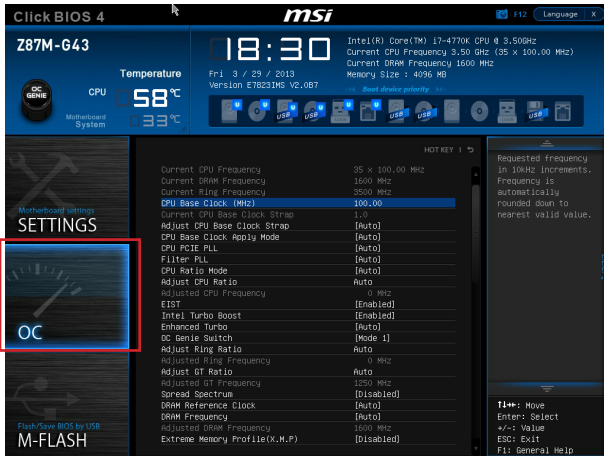 Click BIOS 4
msi
F12
Language
X
Z87M-G43
18:30
Intel(R) Core(TM) i7-4770K CPU @ 3.50GHz
Current CPU Frequency 3.50 GHz (35 x 100.00 MHz)
Current DRAM Frequency 1600 MHz
Memory Size : 4096 MB
Temperature
Fri 3 / 29 / 2013
Version E7823IMS V2.0B7
Boot device priority
OC GENIE
CPU
58°C
Motherboard
System
33°C
U U U U
USB USB USB USB
HOT KEY
Motherboard settings
SETTINGS
OC
Flash/Save BIOS by USB
M-FLASH
Current CPU Frequency 35 x 100.00 MHz
Current DRAM Frequency 1600 MHz
Current Ring Frequency 3500 MHz
CPU Base Clock (MHz) 100.00
Current CPU Base Clock Strap 1.0
Adjust CPU Base Clock Strap [Auto]
CPU Base Clock Apply Mode [Auto]
CPU PCIE PLL [Auto]
Filter PLL [Auto]
CPU Ratio Mode [Auto]
Adjust CPU Ratio Auto
Adjusted CPU Frequency 0 MHz
EIST [Enabled]
Intel Turbo Boost [Enabled]
Enhanced Turbo [Auto]
OC Genie Switch [Mode 1]
Adjust Ring Ratio Auto
Adjusted Ring Frequency 0 MHz
Adjust GT Ratio Auto
Adjusted GT Frequency 1250 MHz
Spread Spectrum [Disabled]
DRAM Reference Clock [Auto]
DRAM Frequency [Auto]
Adjusted DRAM Frequency 1600 MHz
Extreme Memory Profile(X.M.P) [Disabled]
Requested frequency
in 10kHz increments.
Frequency is
automatically
rounded down to
nearest valid value.
↑↓→←: Move
Enter: Select
+/-: Value
ESC: Exit
F1: General Help